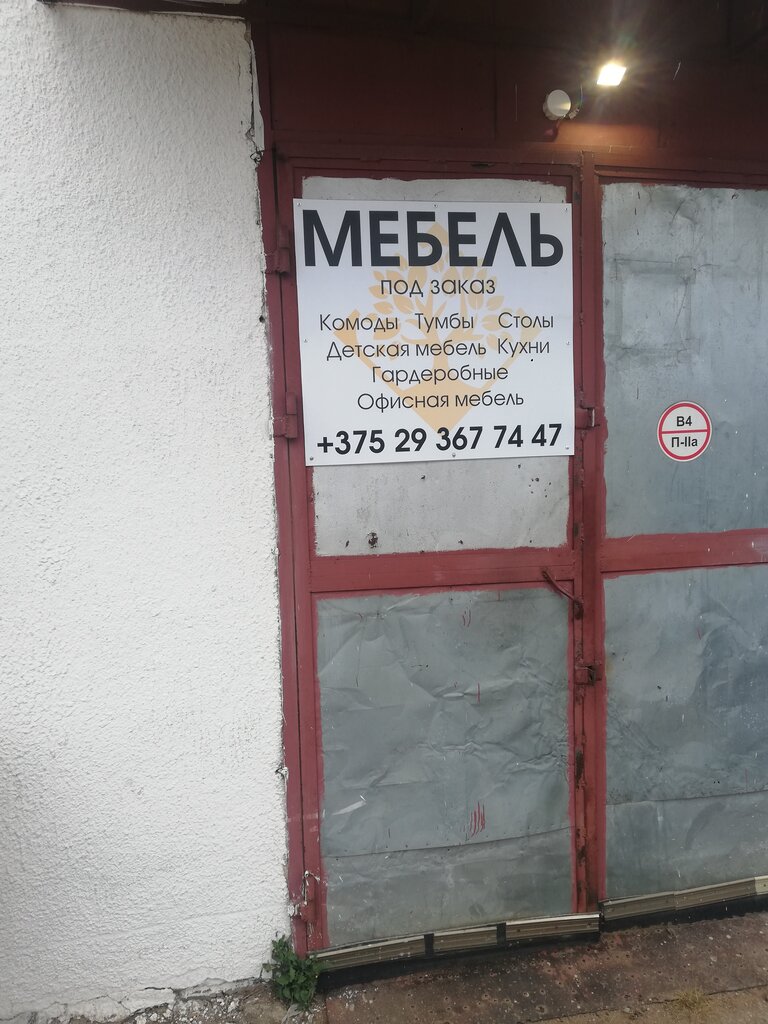 МЕБЕЛЬ
под заказ
Комоды Тумбы Столы
Детская мебель Кухни
Гардеробные
Офисная мебель
+375 29 367 74 47
В4
П-IIа